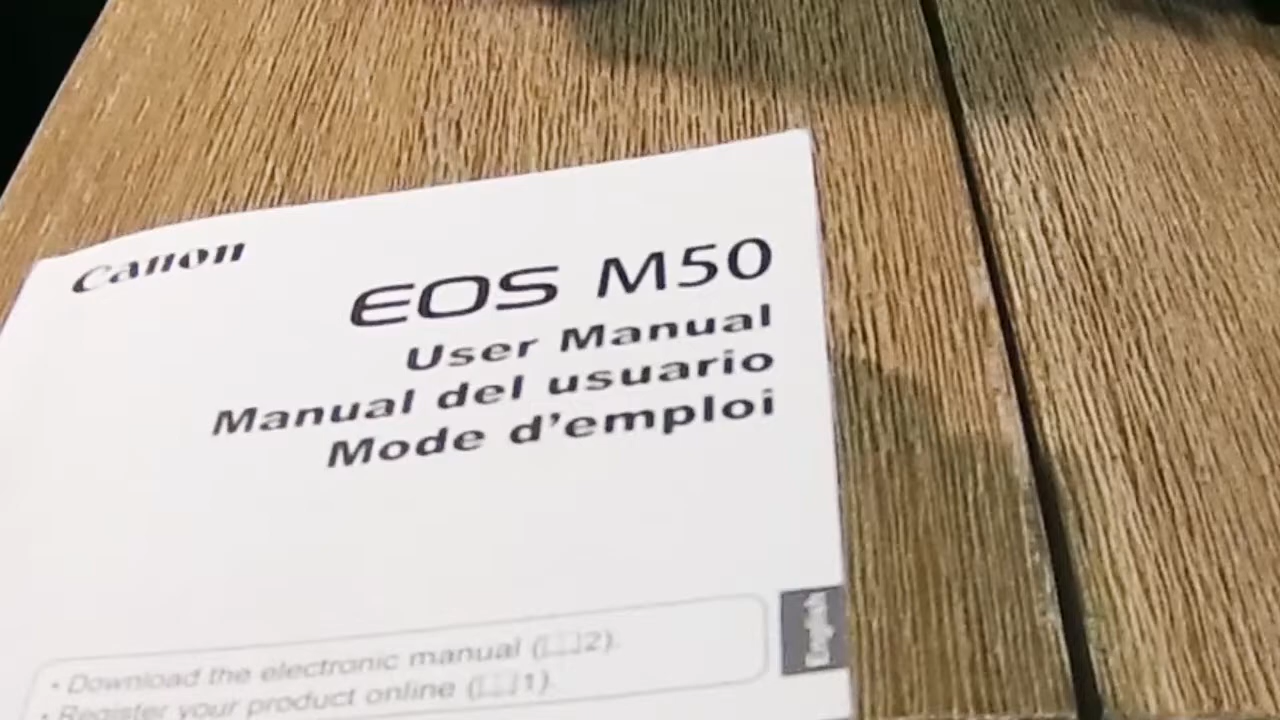 Canon
EOS M50
User Manual
Manual del usuario
Mode d'emploi
English
• Download the electronic manual (2).
• Register your product online (1).